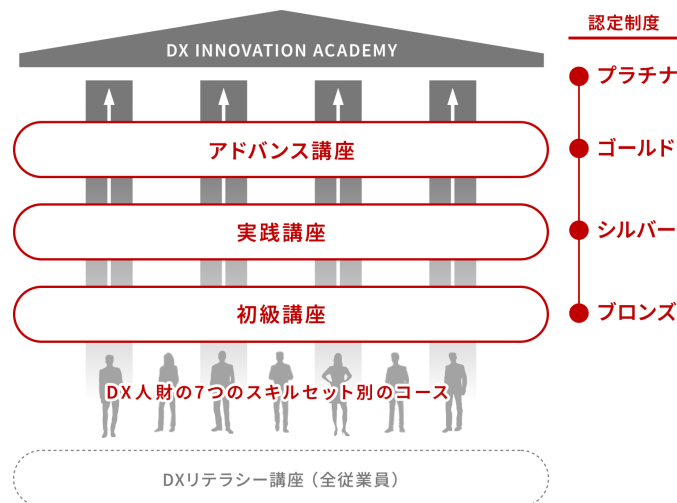 DX INNOVATION ACADEMY
認定制度
プラチナ
アドバンス講座
ゴールド
実践講座
シルバー
初級講座
ブロンズ
DX人財の7つのスキルセット別のコース
DXリテラシー講座（全従業員）